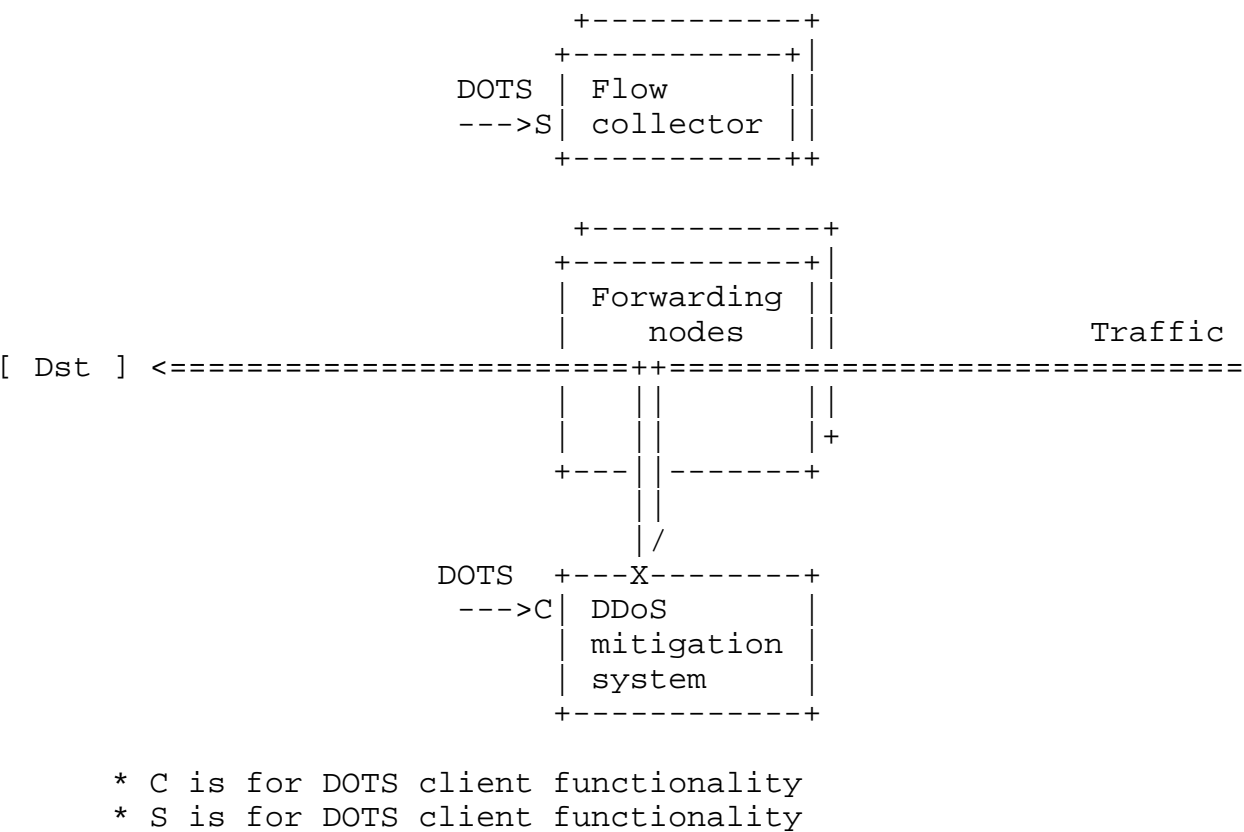 DOTS
Flow
--->S
collector
Forwarding
nodes
Traffic
[ Dst ] <========================++==============================
X
DOTS
--->C
DDoS
mitigation
system
* C is for DOTS client functionality
* S is for DOTS client functionality